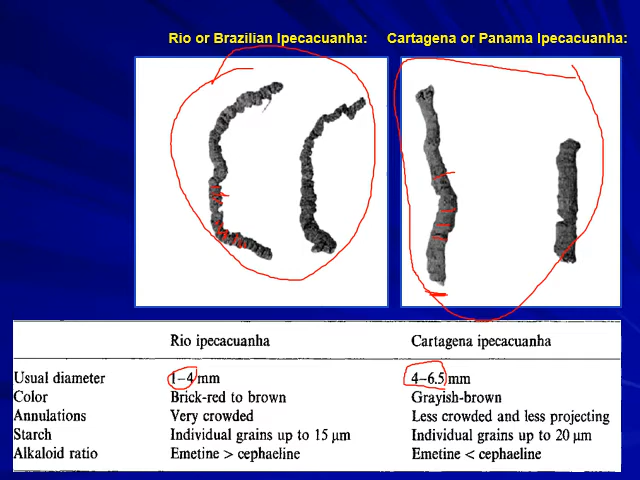 Rio or Brazilian Ipecacuanha:
Cartagena or Panama Ipecacuanha:
Rio ipecacuanha Cartagena ipecacuanha
Usual diameter 1–4 mm 4–6.5 mm
Color Brick-red to brown Grayish-brown
Annulations Very crowded Less crowded and less projecting
Starch Individual grains up to 15 μm Individual grains up to 20 μm
Alkaloid ratio Emetine > cephaeline Emetine < cephaeline